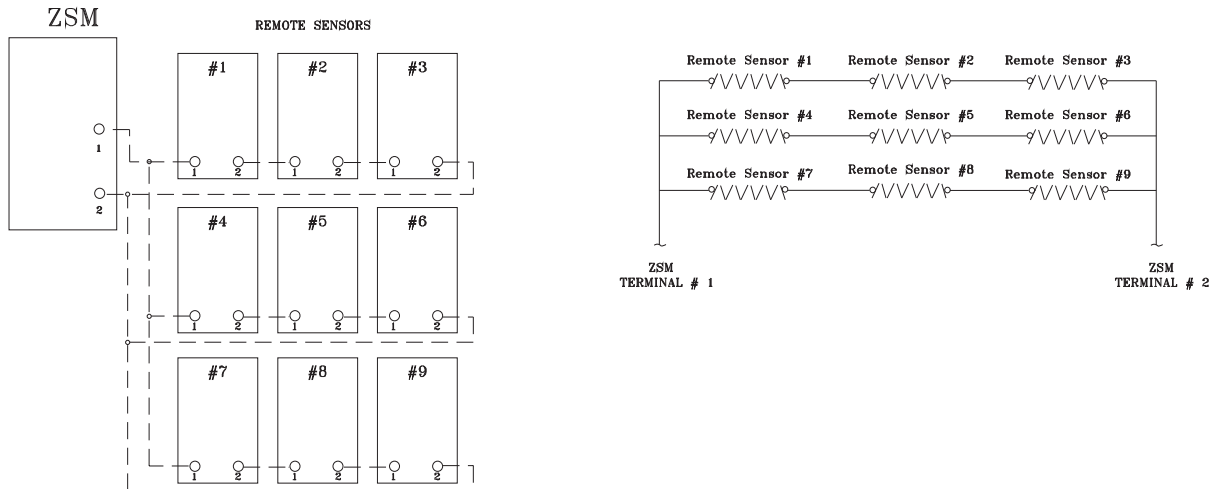 ZSM
REMOTE SENSORS
#1 #2 #3
1
1 2 1 2 1 2
2
#4 #5 #6
1 2 1 2 1 2
#7 #8 #9
1 2 1 2 1 2
Remote Sensor #1 Remote Sensor #2 Remote Sensor #3
Remote Sensor #4 Remote Sensor #5 Remote Sensor #6
Remote Sensor #7 Remote Sensor #8 Remote Sensor #9
ZSM
TERMINAL # 1
ZSM
TERMINAL # 2